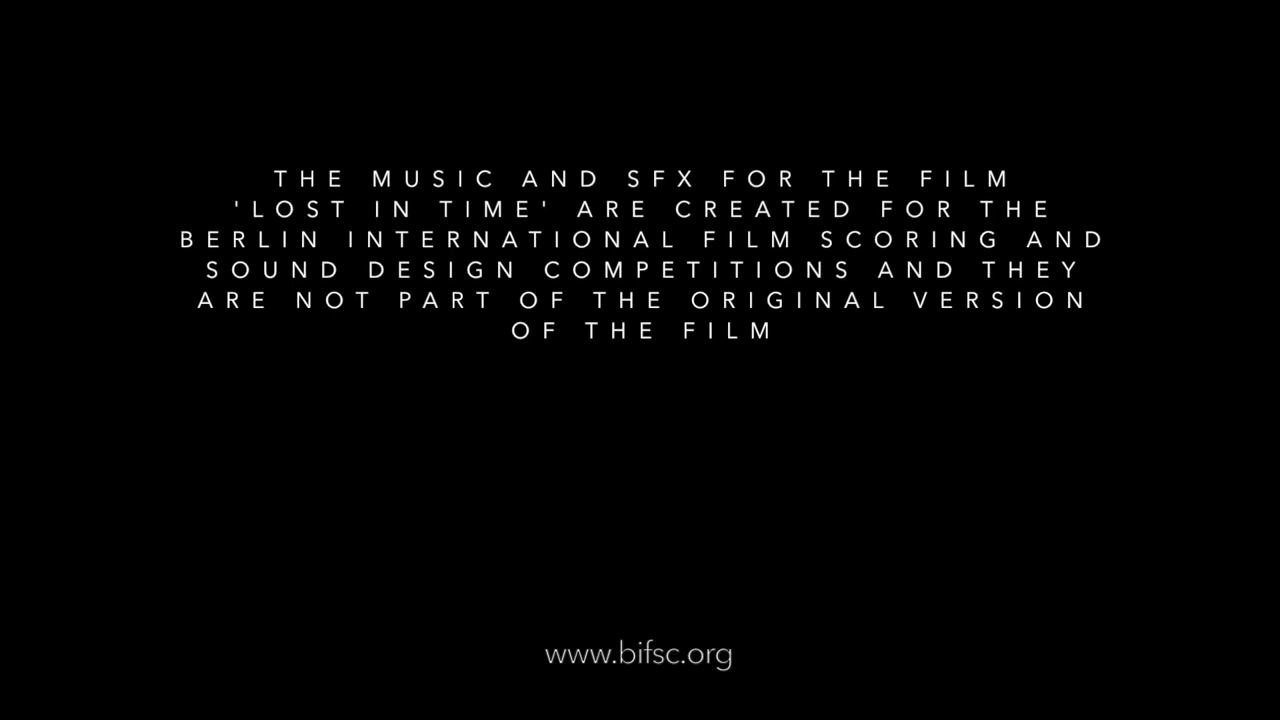 THE MUSIC AND SFX FOR THE FILM
'LOST IN TIME' ARE CREATED FOR THE
BERLIN INTERNATIONAL FILM SCORING AND
SOUND DESIGN COMPETITIONS AND THEY
ARE NOT PART OF THE ORIGINAL VERSION
OF THE FILM
www.bifsc.org